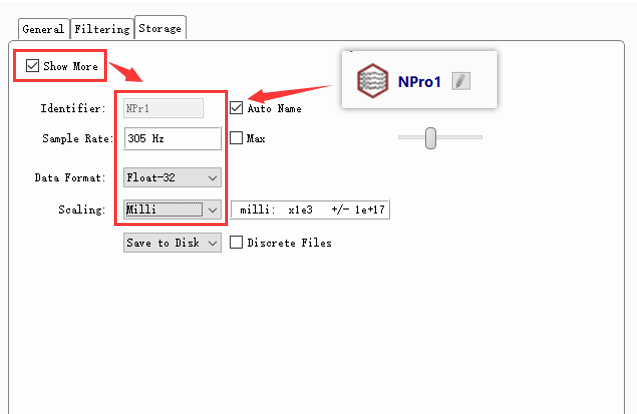 General Filtering Storage
Show More
NPro1
Identifier: NPr1 Auto Name
Sample Rate: 305 Hz Max
Data Format: Float-32
Scaling: Milli milli: x1e3 +/- 1e+17
Save to Disk Discrete Files